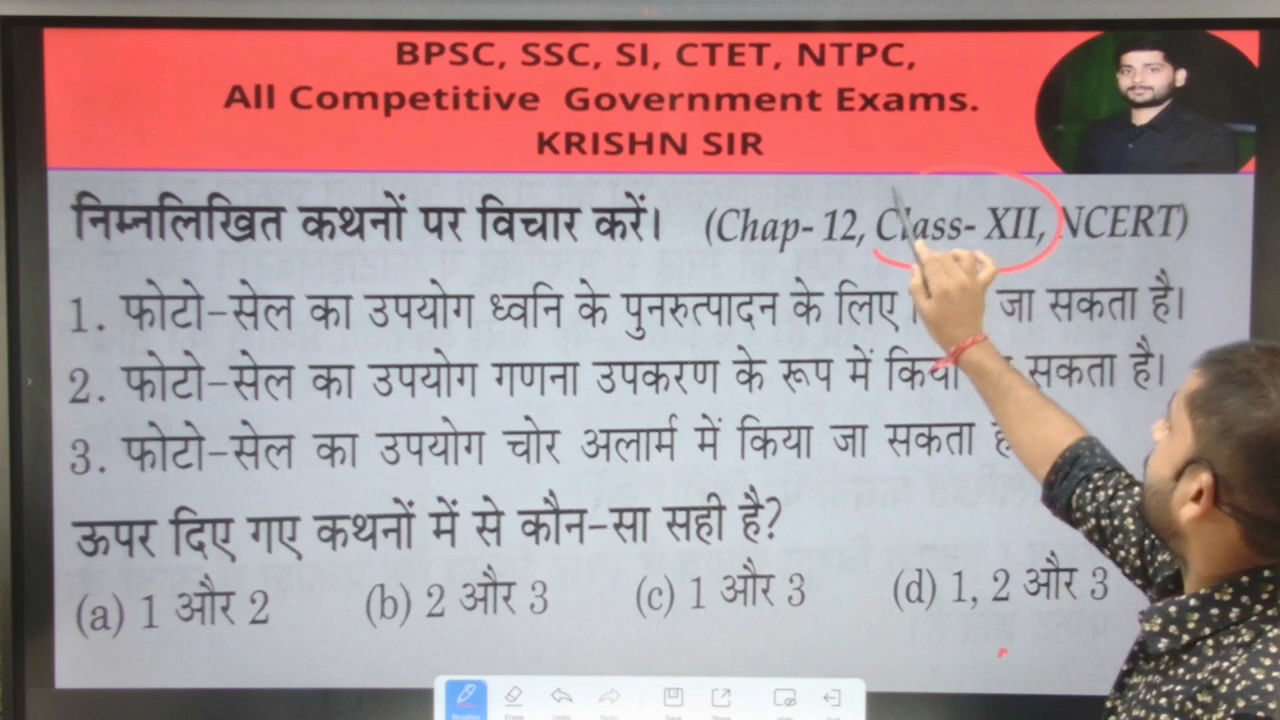 BPSC, SSC, SI, CTET, NTPC,
All Competitive Government Exams.
KRISHN SIR
निम्नलिखित कथनों पर विचार करें। (Chap- 12, Class- XII, NCERT)
1. फोटो-सेल का उपयोग ध्वनि के पुनरुत्पादन के लिए जा सकता है।
2. फोटो-सेल का उपयोग गणना उपकरण के रूप में किया सकता है।
3. फोटो-सेल का उपयोग चोर अलार्म में किया जा सकता
ऊपर दिए गए कथनों में से कौन-सा सही है?
(a) 1 और 2 (b) 2 और 3 (c) 1 और 3 (d) 1, 2 और 3
Erase Undo